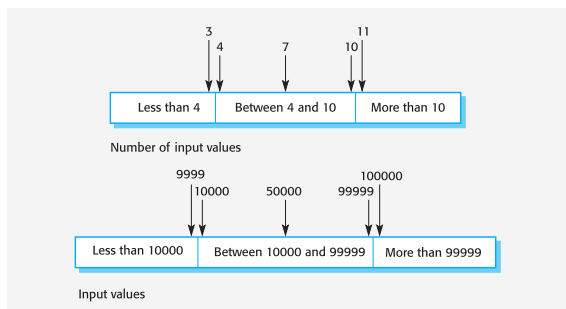 3
11
4
7
10
Less than 4
Between 4 and 10
More than 10
Number of input values
9999
100000
10000
50000
99999
Less than 10000
Between 10000 and 99999
More than 99999
Input values